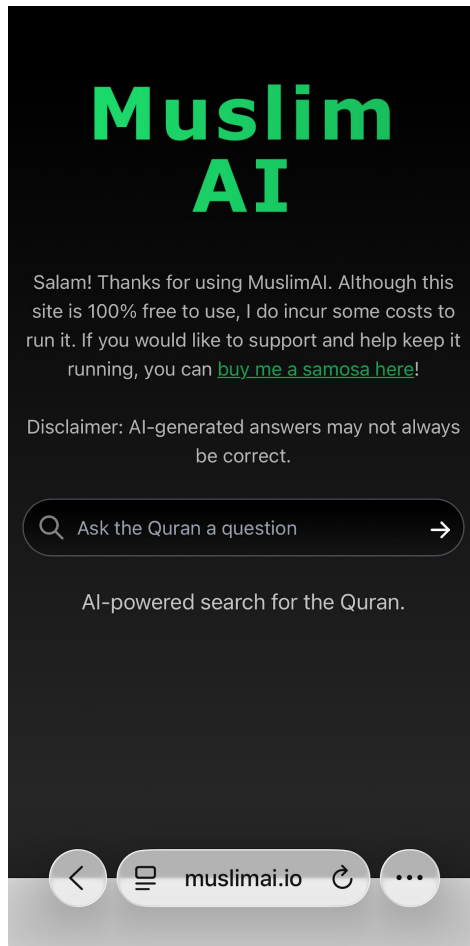 Muslim
AI
Salam! Thanks for using MuslimAI. Although this
site is 100% free to use, I do incur some costs to
run it. If you would like to support and help keep it
running, you can buy me a samosa here!
Disclaimer: AI-generated answers may not always
be correct.
Ask the Quran a question
AI-powered search for the Quran.
muslimai.io